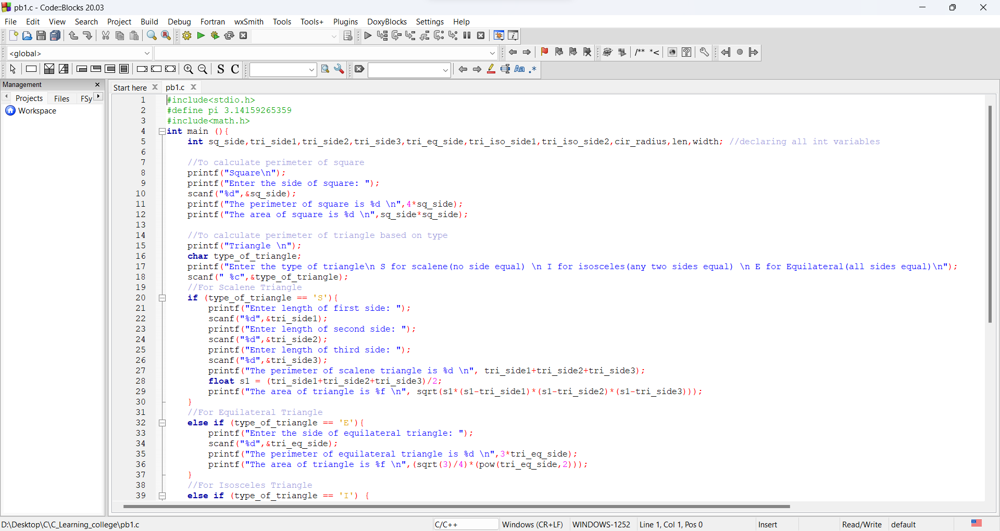 pb1.c - Code::Blocks 20.03
File Edit View Search Project Build Debug Fortran wxSmith Tools Tools+ Plugins DoxyBlocks Settings Help
<global>
/** *<
S C
Aa .*
Management
Start here pb1.c
Projects Files FSy
Workspace
1 #include<stdio.h>
2 #define pi 3.14159265359
3 #include<math.h>
4 int main (){
5 int sq_side,tri_side1,tri_side2,tri_side3,tri_eq_side,tri_iso_side1,tri_iso_side2,cir_radius,len,width; //declaring all int variables
6
7 //To calculate perimeter of square
8 printf("Square\n");
9 printf("Enter the side of square: ");
10 scanf("%d",&sq_side);
11 printf("The perimeter of square is %d \n",4*sq_side);
12 printf("The area of square is %d \n",sq_side*sq_side);
13
14 //To calculate perimeter of triangle based on type
15 printf("Triangle \n");
16 char type_of_triangle;
17 printf("Enter the type of triangle\n S for scalene(no side equal) \n I for isosceles(any two sides equal) \n E for Equilateral(all sides equal)\n");
18 scanf(" %c",&type_of_triangle);
19 //For Scalene Triangle
20 if (type_of_triangle == 'S'){
21 printf("Enter length of first side: ");
22 scanf("%d",&tri_side1);
23 printf("Enter length of second side: ");
24 scanf("%d",&tri_side2);
25 printf("Enter length of third side: ");
26 scanf("%d",&tri_side3);
27 printf("The perimeter of scalene triangle is %d \n", tri_side1+tri_side2+tri_side3);
28 float s1 = (tri_side1+tri_side2+tri_side3)/2;
29 printf("The area of triangle is %f \n", sqrt(s1*(s1-tri_side1)*(s1-tri_side2)*(s1-tri_side3)));
30 }
31 //For Equilateral Triangle
32 else if (type_of_triangle == 'E'){
33 printf("Enter the side of equilateral triangle: ");
34 scanf("%d",&tri_eq_side);
35 printf("The perimeter of equilateral triangle is %d \n",3*tri_eq_side);
36 printf("The area of triangle is %f \n",(sqrt(3)/4)*(pow(tri_eq_side,2)));
37 }
38 //For Isosceles Triangle
39 else if (type_of_triangle == 'I') {
D:\Desktop\C\C_Learning_college\pb1.c C/C++ Windows (CR+LF) WINDOWS-1252 Line 1, Col 1, Pos 0 Insert Read/Write default